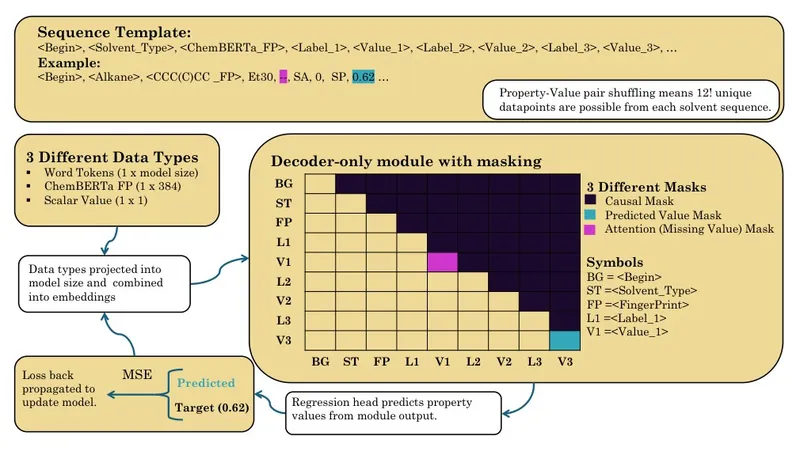 Sequence Template:
<Begin>, <Solvent_Type>, <ChemBERTa_FP>, <Label_1>, <Value_1>, <Label_2>, <Value_2>, <Label_3>, <Value_3>, ...
Example:
<Begin>, <Alkane>, <CCC(C)CC _FP>, Et30, --, SA, 0, SP, 0.62 ...
Property-Value pair shuffling means 12! unique
datapoints are possible from each solvent sequence.
3 Different Data Types
▪ Word Tokens (1 x model size)
▪ ChemBERTa FP (1 x 384)
▪ Scalar Value (1 x 1)
Data types projected into
model size and combined
into embeddings
Decoder-only module with masking
BG
ST
FP
L1
V1
L2
V2
L3
V3
BG ST FP L1 V1 L2 V2 L3 V3
3 Different Masks
Causal Mask
Predicted Value Mask
Attention (Missing Value) Mask
Symbols
BG = <Begin>
ST =<Solvent_Type>
FP =<FingerPrint>
L1 =<Label_1>
V1 =<Value_1>
Regression head predicts property
values from module output.
Loss back
propagated to
update model.
MSE
Predicted
Target (0.62)